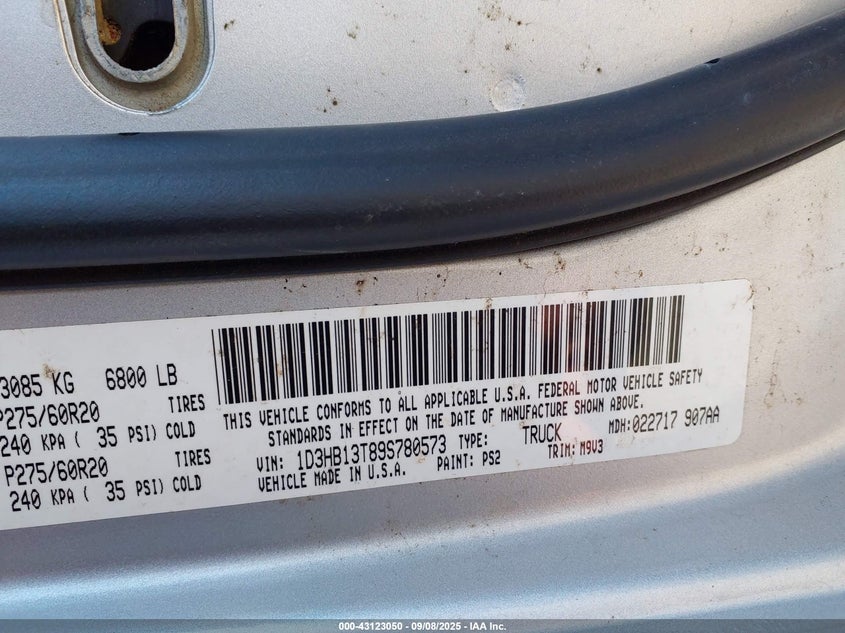 3085 KG 6800 LB
P275/60R20 TIRES
240 KPA ( 35 PSI) COLD
P275/60R20 TIRES
240 KPA ( 35 PSI) COLD
THIS VEHICLE CONFORMS TO ALL APPLICABLE U.S.A. FEDERAL MOTOR VEHICLE SAFETY
STANDARDS IN EFFECT ON THE DATE OF MANUFACTURE SHOWN ABOVE.
VIN: 1D3HB13T89S780573 TYPE: TRUCK MDH:022717 907AA
VEHICLE MADE IN U.S.A. PAINT: PS2 TRIM: M9V3
000-43123050 - 09/08/2025 - IAA Inc.